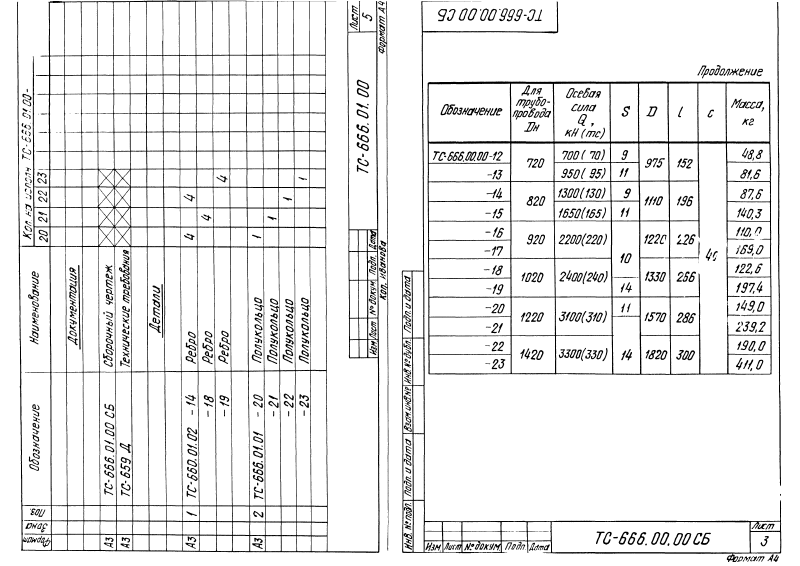 Формат Зона Поз. Обозначение Наименование Кол. на исполн. ТС-666.01.00-
20 21 22 23
Документация
А3 ТС-666.01.00 СБ Сборочный чертеж
А3 ТС-659 Д Технические требования
Детали
А3 1 ТС-660.01.02 -14 Ребро 4 4
-18 Ребро 4
-19 Ребро 4
А3 2 ТС-666.01.01 -20 Полукольцо 1
-21 Полукольцо 1
-22 Полукольцо 1
-23 Полукольцо 1
Изм Лист № докум. Подп. Дата
ТС-666.01.00
Лист
5
Коп. Иванова
Формат А4
ТС-666.00.00 СБ
Продолжение
Обозначение Для трубо-провода Dн Осевая сила Q, кН (тс) S D l c Масса, кг
ТС-666.00.00-12 720 700(70) 9 975 152 40 48,8
-13 950(95) 11 81,6
-14 820 1300(130) 9 1110 196 87,6
-15 1650(165) 11 140,3
-16 920 2200(220) 10 1220 226 110,0
-17 169,0
-18 1020 2400(240) 1330 266 122,6
-19 14 197,4
-20 1220 3100(310) 11 1570 286 149,0
-21 239,2
-22 1420 3300(330) 14 1820 300 190,0
-23 411,0
Инв. № подл. Подп. и дата Взам. инв. № Инв. № дубл. Подп. и дата
Изм Лист № докум. Подп. Дата
ТС-666.00.00 СБ
Лист
3
Формат А4